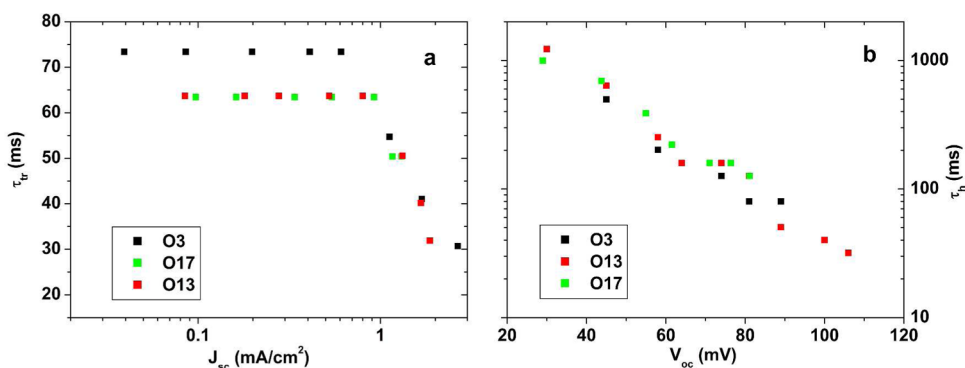 80
70
60
50
40
30
20
τtr (ms)
0.1
1
Jsc (mA/cm²)
a
O3
O17
O13
b
1000
100
10
τh (ms)
20
40
60
80
100
120
Voc (mV)
O3
O13
O17